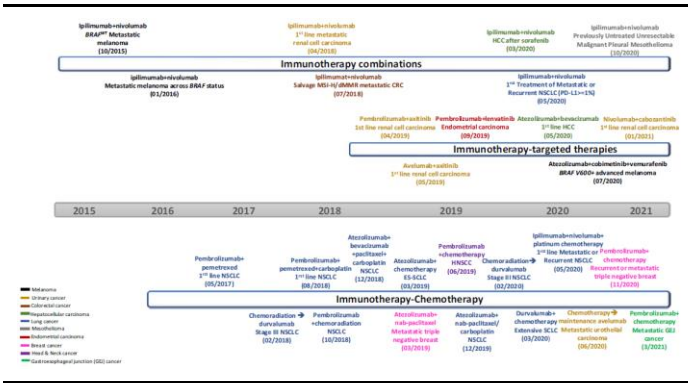 Ipilimumab+nivolumab
BRAFWT Metastatic
melanoma
(10/2015)
Ipilimumab+nivolumab
1st line metastatic
renal cell carcinoma
(04/2018)
Ipilimumab+nivolumab
HCC after sorafenib
(03/2020)
Ipilimumab+nivolumab
Previously Untreated Unresectable
Malignant Pleural Mesothelioma
(10/2020)
Immunotherapy combinations
Ipilimumab+nivolumab
Metastatic melanoma across BRAF status
(01/2016)
Ipilimumat+nivolumab
Salvage MSI-H/dMMR metastatic CRC
(07/2018)
Ipilimumab+nivolumab
1st Treatment of Metastatic or
Recurrent NSCLC (PD-L1>=1%)
(05/2020)
Pembrolizumab+axitinib
1st line renal cell carcinoma
(04/2019)
Pembrolizumab+lenvatinib
Endometrial carcinoma
(09/2019)
Atezolizumab+bevacizumab
1st line HCC
(05/2020)
Nivolumab+cabozantinib
1st line renal cell carcinoma
(01/2021)
Immunotherapy-targeted therapies
Avelumab+axitinib
1st line renal cell carcinoma
(05/2019)
Atezolizumab+cobimetinib+vemurafenib
BRAF V600+ advanced melanoma
(07/2020)
2015 2016 2017 2018 2019 2020 2021
Pembrolizumab+
pemetrexed
1st line NSCLC
(05/2017)
Pembrolizumab+
pemetrexed+carboplatin
1st line NSCLC
(08/2018)
Atezolizumab+
bevacizumab
+paclitaxel+
carboplatin
NSCLC
(12/2018)
Atezolizumab+
chemotherapy
ES-SCLC
(03/2019)
Pembrolizumab
+chemotherapy
HNSCC
(06/2019)
Chemoradiation→
durvalumab
Stage III NSCLC
(02/2020)
Ipilimumab+nivolumab+
platinum chemotherapy
1st line Metastatic or
Recurrent NSCLC
(05/2020)
Pembrolizumab+
chemotherapy
Recurrent or metastatic
triple negative breast
(11/2020)
Immunotherapy-Chemotherapy
Chemoradiation →
durvalumab
Stage III NSCLC
(02/2018)
Pembrolizumab
+chemoradiation
NSCLC
(10/2018)
Atezolizumab+
nab-paclitaxel
Metastatic triple
negative breast
(03/2019)
Atezolizumab+
nab-paclitaxel/
carboplatin
NSCLC
(12/2019)
Durvalumab+
chemotherapy
Extensive SCLC
(03/2020)
Chemotherapy→
maintenance avelumab
Metastatic urothelial
carcinoma
(06/2020)
Pembrolizumab+
chemotherapy
Metastatic GEJ
cancer
(3/2021)
Melanoma
Urinary cancer
Colorectal cancer
Hepatocellular carcinoma
Lung cancer
Mesothelioma
Endometrial carcinoma
Breast cancer
Head & Neck cancer
Gastroesophageal junction (GEJ) cancer